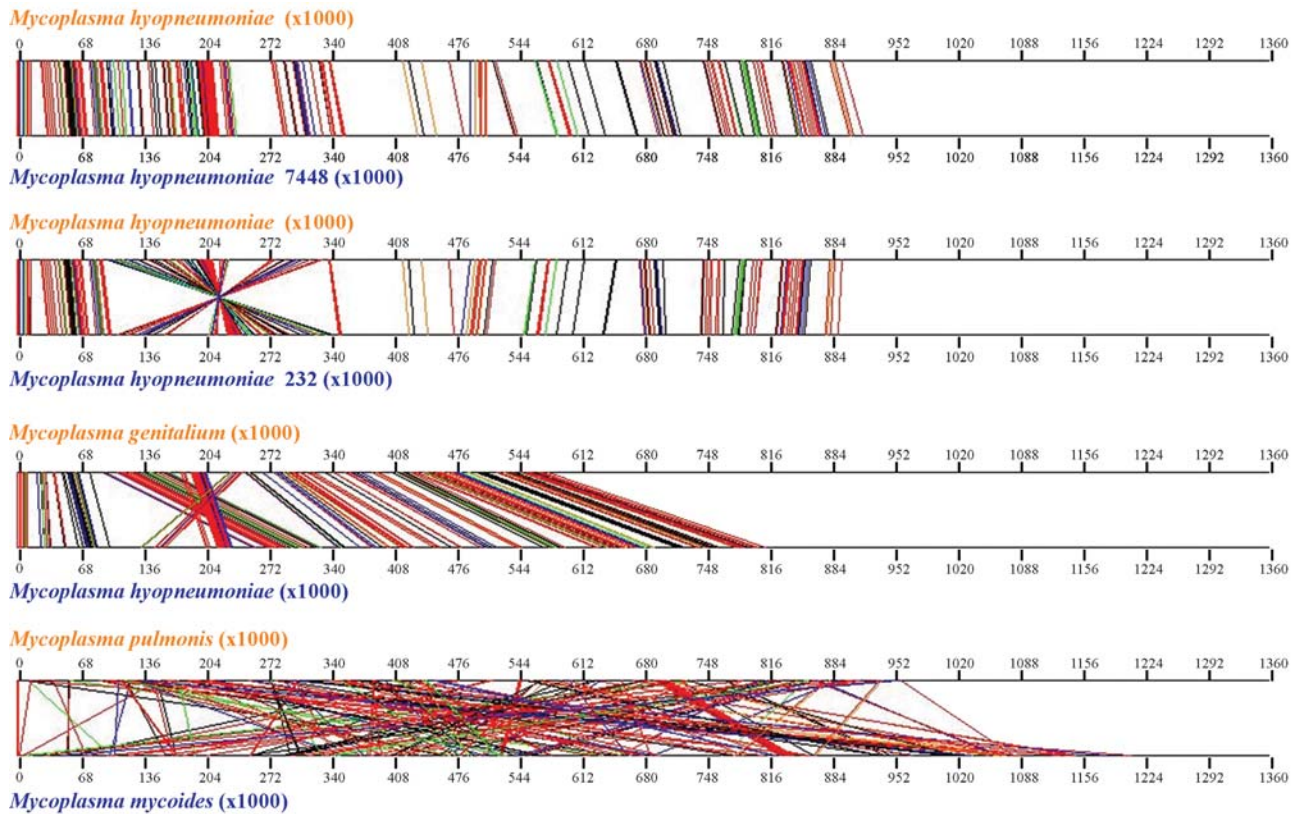 Mycoplasma hyopneumoniae (x1000)
0 68 136 204 272 340 408 476 544 612 680 748 816 884 952 1020 1088 1156 1224 1292 1360
0 68 136 204 272 340 408 476 544 612 680 748 816 884 952 1020 1088 1156 1224 1292 1360
Mycoplasma hyopneumoniae 7448 (x1000)
Mycoplasma hyopneumoniae (x1000)
0 68 136 204 272 340 408 476 544 612 680 748 816 884 952 1020 1088 1156 1224 1292 1360
0 68 136 204 272 340 408 476 544 612 680 748 816 884 952 1020 1088 1156 1224 1292 1360
Mycoplasma hyopneumoniae 232 (x1000)
Mycoplasma genitalium (x1000)
0 68 136 204 272 340 408 476 544 612 680 748 816 884 952 1020 1088 1156 1224 1292 1360
0 68 136 204 272 340 408 476 544 612 680 748 816 884 952 1020 1088 1156 1224 1292 1360
Mycoplasma hyopneumoniae (x1000)
Mycoplasma pulmonis (x1000)
0 68 136 204 272 340 408 476 544 612 680 748 816 884 952 1020 1088 1156 1224 1292 1360
0 68 136 204 272 340 408 476 544 612 680 748 816 884 952 1020 1088 1156 1224 1292 1360
Mycoplasma mycoides (x1000)